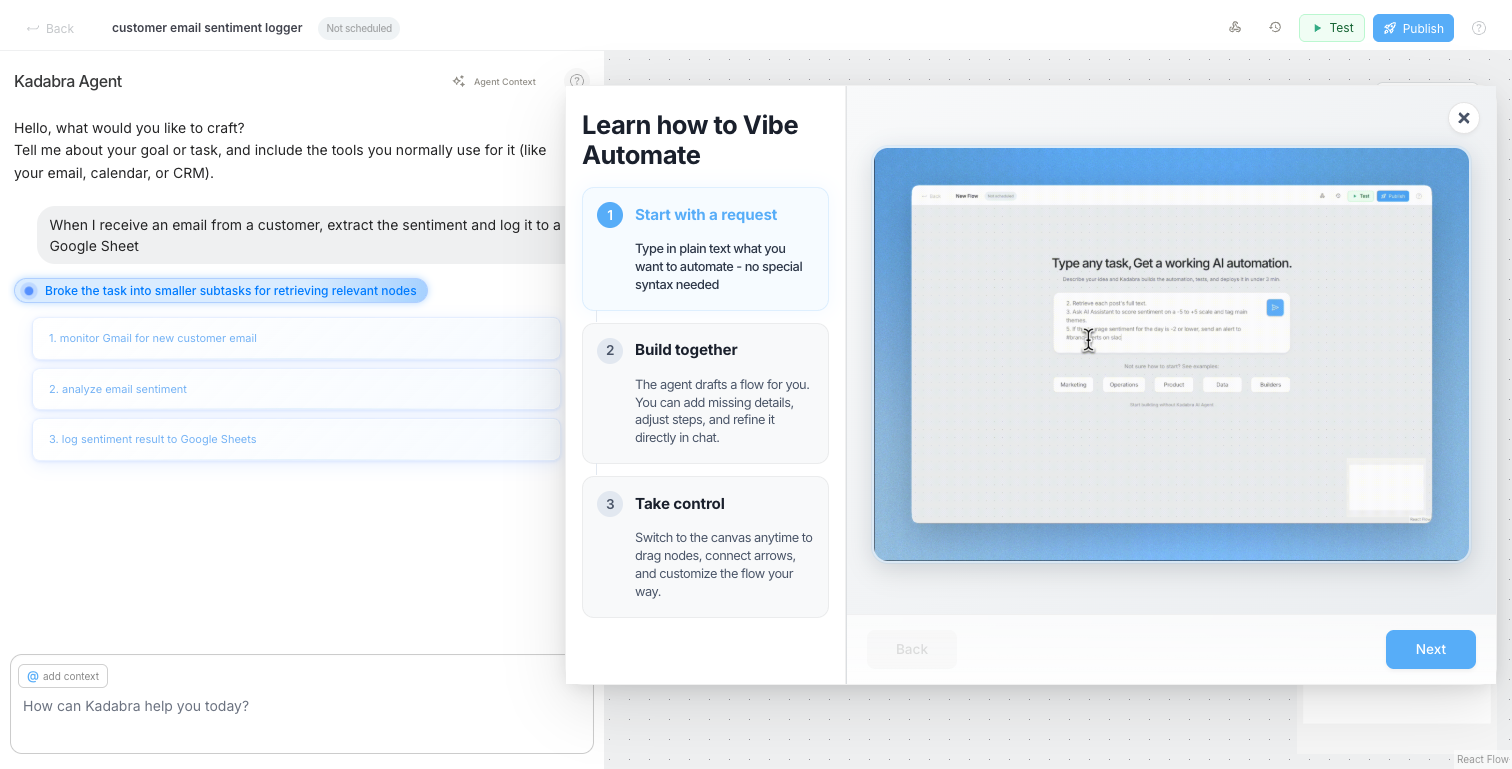 Back
customer email sentiment logger
Not scheduled
Test
Publish
Kadabra Agent
Agent Context
Hello, what would you like to craft?
Tell me about your goal or task, and include the tools you normally use for it (like
your email, calendar, or CRM).
When I receive an email from a customer, extract the sentiment and log it to a
Google Sheet
Broke the task into smaller subtasks for retrieving relevant nodes
1. monitor Gmail for new customer email
2. analyze email sentiment
3. log sentiment result to Google Sheets
@ add context
How can Kadabra help you today?
Learn how to Vibe
Automate
1
Start with a request
Type in plain text what you
want to automate - no special
syntax needed
2
Build together
The agent drafts a flow for you.
You can add missing details,
adjust steps, and refine it
directly in chat.
3
Take control
Switch to the canvas anytime to
drag nodes, connect arrows,
and customize the flow your
way.
Back
New Flow
Not scheduled
Test
Publish
Type any task, Get a working AI automation.
Describe your idea and Kadabra builds the automation, tests, and deploys it in under 2 min.
2. Retrieve each post's full text.
3. Ask AI Assistant to score sentiment on a -5 to +5 scale and tag main
themes.
5. If the sentiment for the day is -2 or lower, send an alert to
on slac
Not sure how to start? See examples:
Marketing
Operations
Product
Data
Builders
Start building without Kadabra AI Agent
React Flow
Back
Next
React Flow